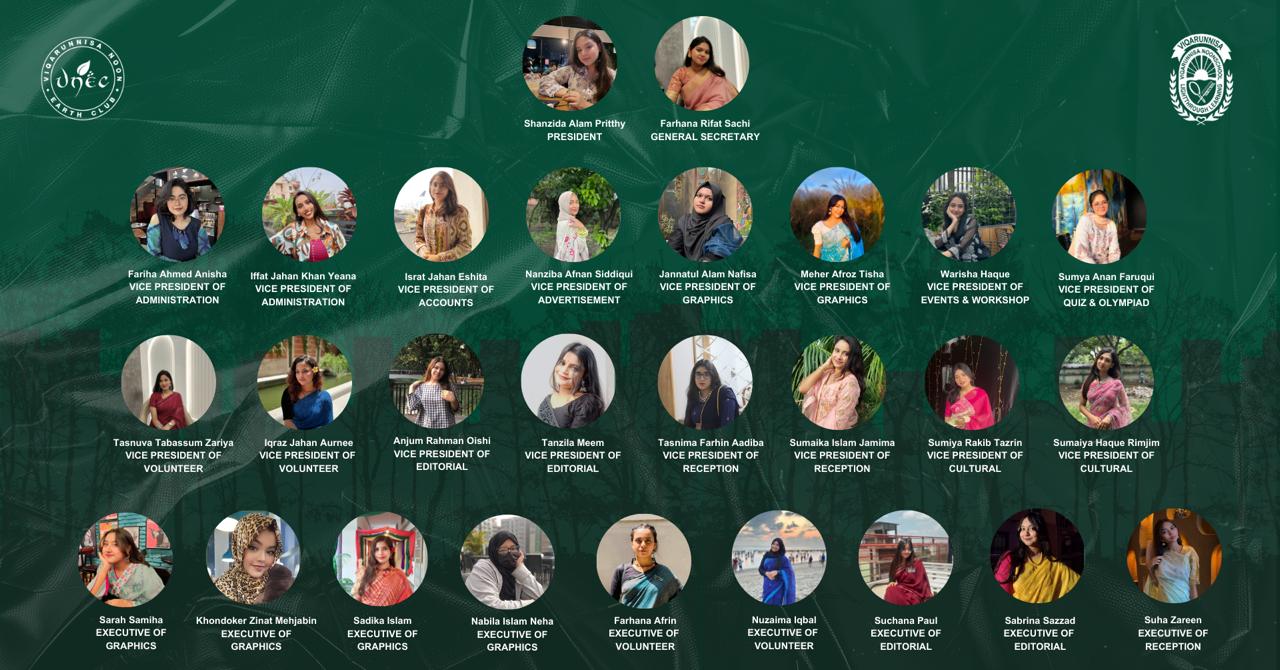 VIQARUNNISA NOON
vnec
EARTH CLUB
VIQARUNNISA
VIQARUNNISA NOON SCHOOL
Shanzida Alam Pritthy
PRESIDENT
Farhana Rifat Sachi
GENERAL SECRETARY
Fariha Ahmed Anisha
VICE PRESIDENT OF
ADMINISTRATION
Iffat Jahan Khan Yeana
VICE PRESIDENT OF
ADMINISTRATION
Israt Jahan Eshita
VICE PRESIDENT OF
ACCOUNTS
Nanziba Afnan Siddiqui
VICE PRESIDENT OF
ADVERTISEMENT
Jannatul Alam Nafisa
VICE PRESIDENT OF
GRAPHICS
Meher Afroz Tisha
VICE PRESIDENT OF
GRAPHICS
Warisha Haque
VICE PRESIDENT OF
EVENTS & WORKSHOP
Sumya Anan Faruqui
VICE PRESIDENT OF
QUIZ & OLYMPIAD
Tasnuva Tabassum Zariya
VICE PRESIDENT OF
VOLUNTEER
Iqraz Jahan Aurnee
VICE PRESIDENT OF
VOLUNTEER
Anjum Rahman Oishi
VICE PRESIDENT OF
EDITORIAL
Tanzila Meem
VICE PRESIDENT OF
EDITORIAL
Tasnima Farhin Aadiba
VICE PRESIDENT OF
RECEPTION
Sumaika Islam Jamima
VICE PRESIDENT OF
RECEPTION
Sumiya Rakib Tazrin
VICE PRESIDENT OF
CULTURAL
Sumaiya Haque Rimjim
VICE PRESIDENT OF
CULTURAL
Sarah Samiha
EXECUTIVE OF
GRAPHICS
Khondoker Zinat Mehjabin
EXECUTIVE OF
GRAPHICS
Sadika Islam
EXECUTIVE OF
GRAPHICS
Nabila Islam Neha
EXECUTIVE OF
GRAPHICS
Farhana Afrin
EXECUTIVE OF
VOLUNTEER
Nuzaima Iqbal
EXECUTIVE OF
VOLUNTEER
Suchana Paul
EXECUTIVE OF
EDITORIAL
Sabrina Sazzad
EXECUTIVE OF
EDITORIAL
Suha Zareen
EXECUTIVE OF
RECEPTION